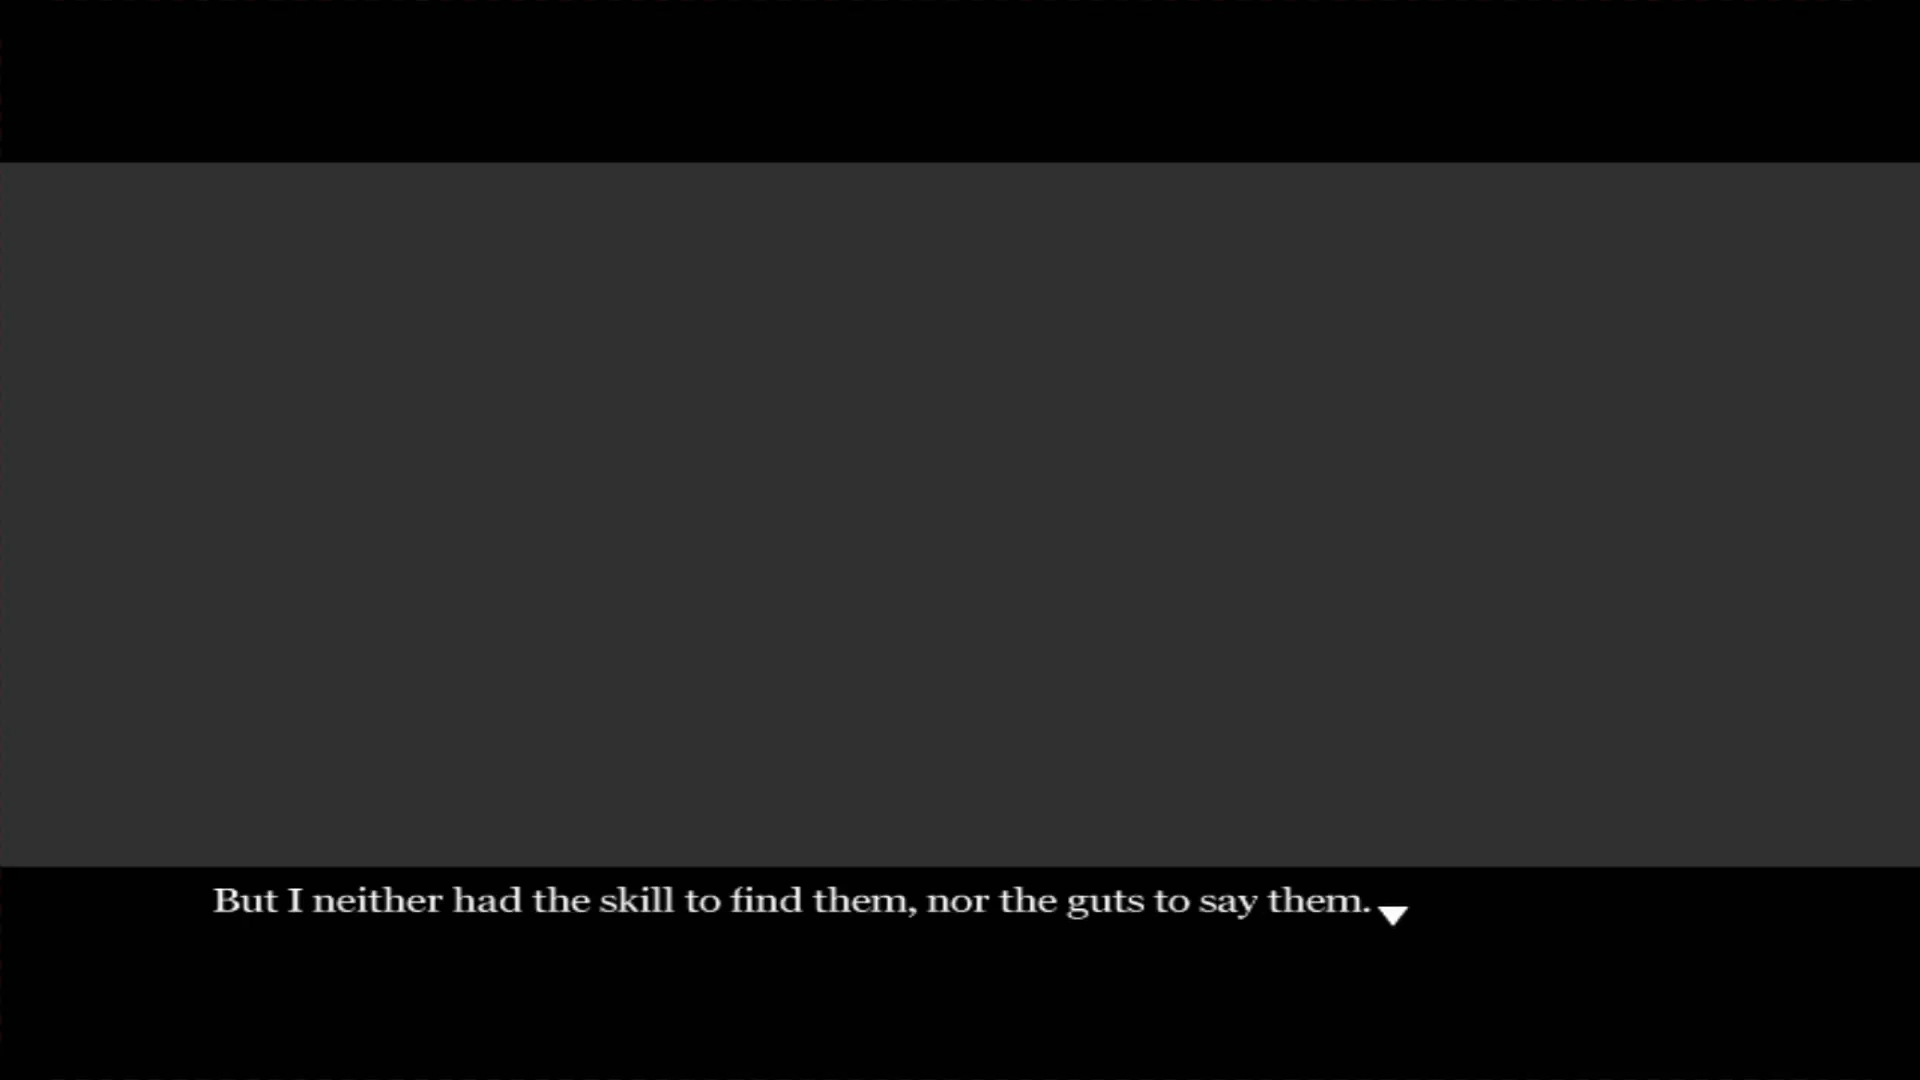 But I neither had the skill to find them, nor the guts to say them.